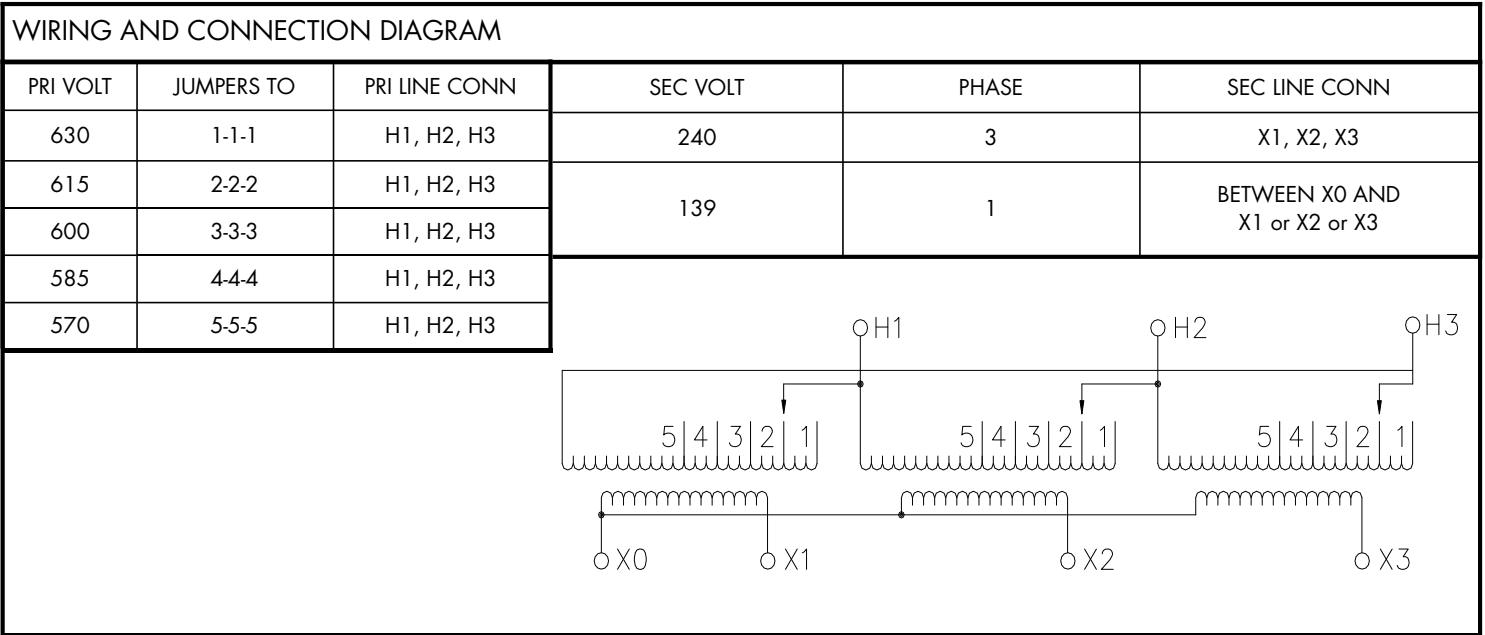 WIRING AND CONNECTION DIAGRAM
PRI VOLT JUMPERS TO PRI LINE CONN
630 1-1-1 H1, H2, H3
615 2-2-2 H1, H2, H3
600 3-3-3 H1, H2, H3
585 4-4-4 H1, H2, H3
570 5-5-5 H1, H2, H3
SEC VOLT PHASE SEC LINE CONN
240 3 X1, X2, X3
139 1 BETWEEN X0 AND
X1 or X2 or X3
H1 H2 H3
5 4 3 2 1 5 4 3 2 1 5 4 3 2 1
X0 X1 X2 X3